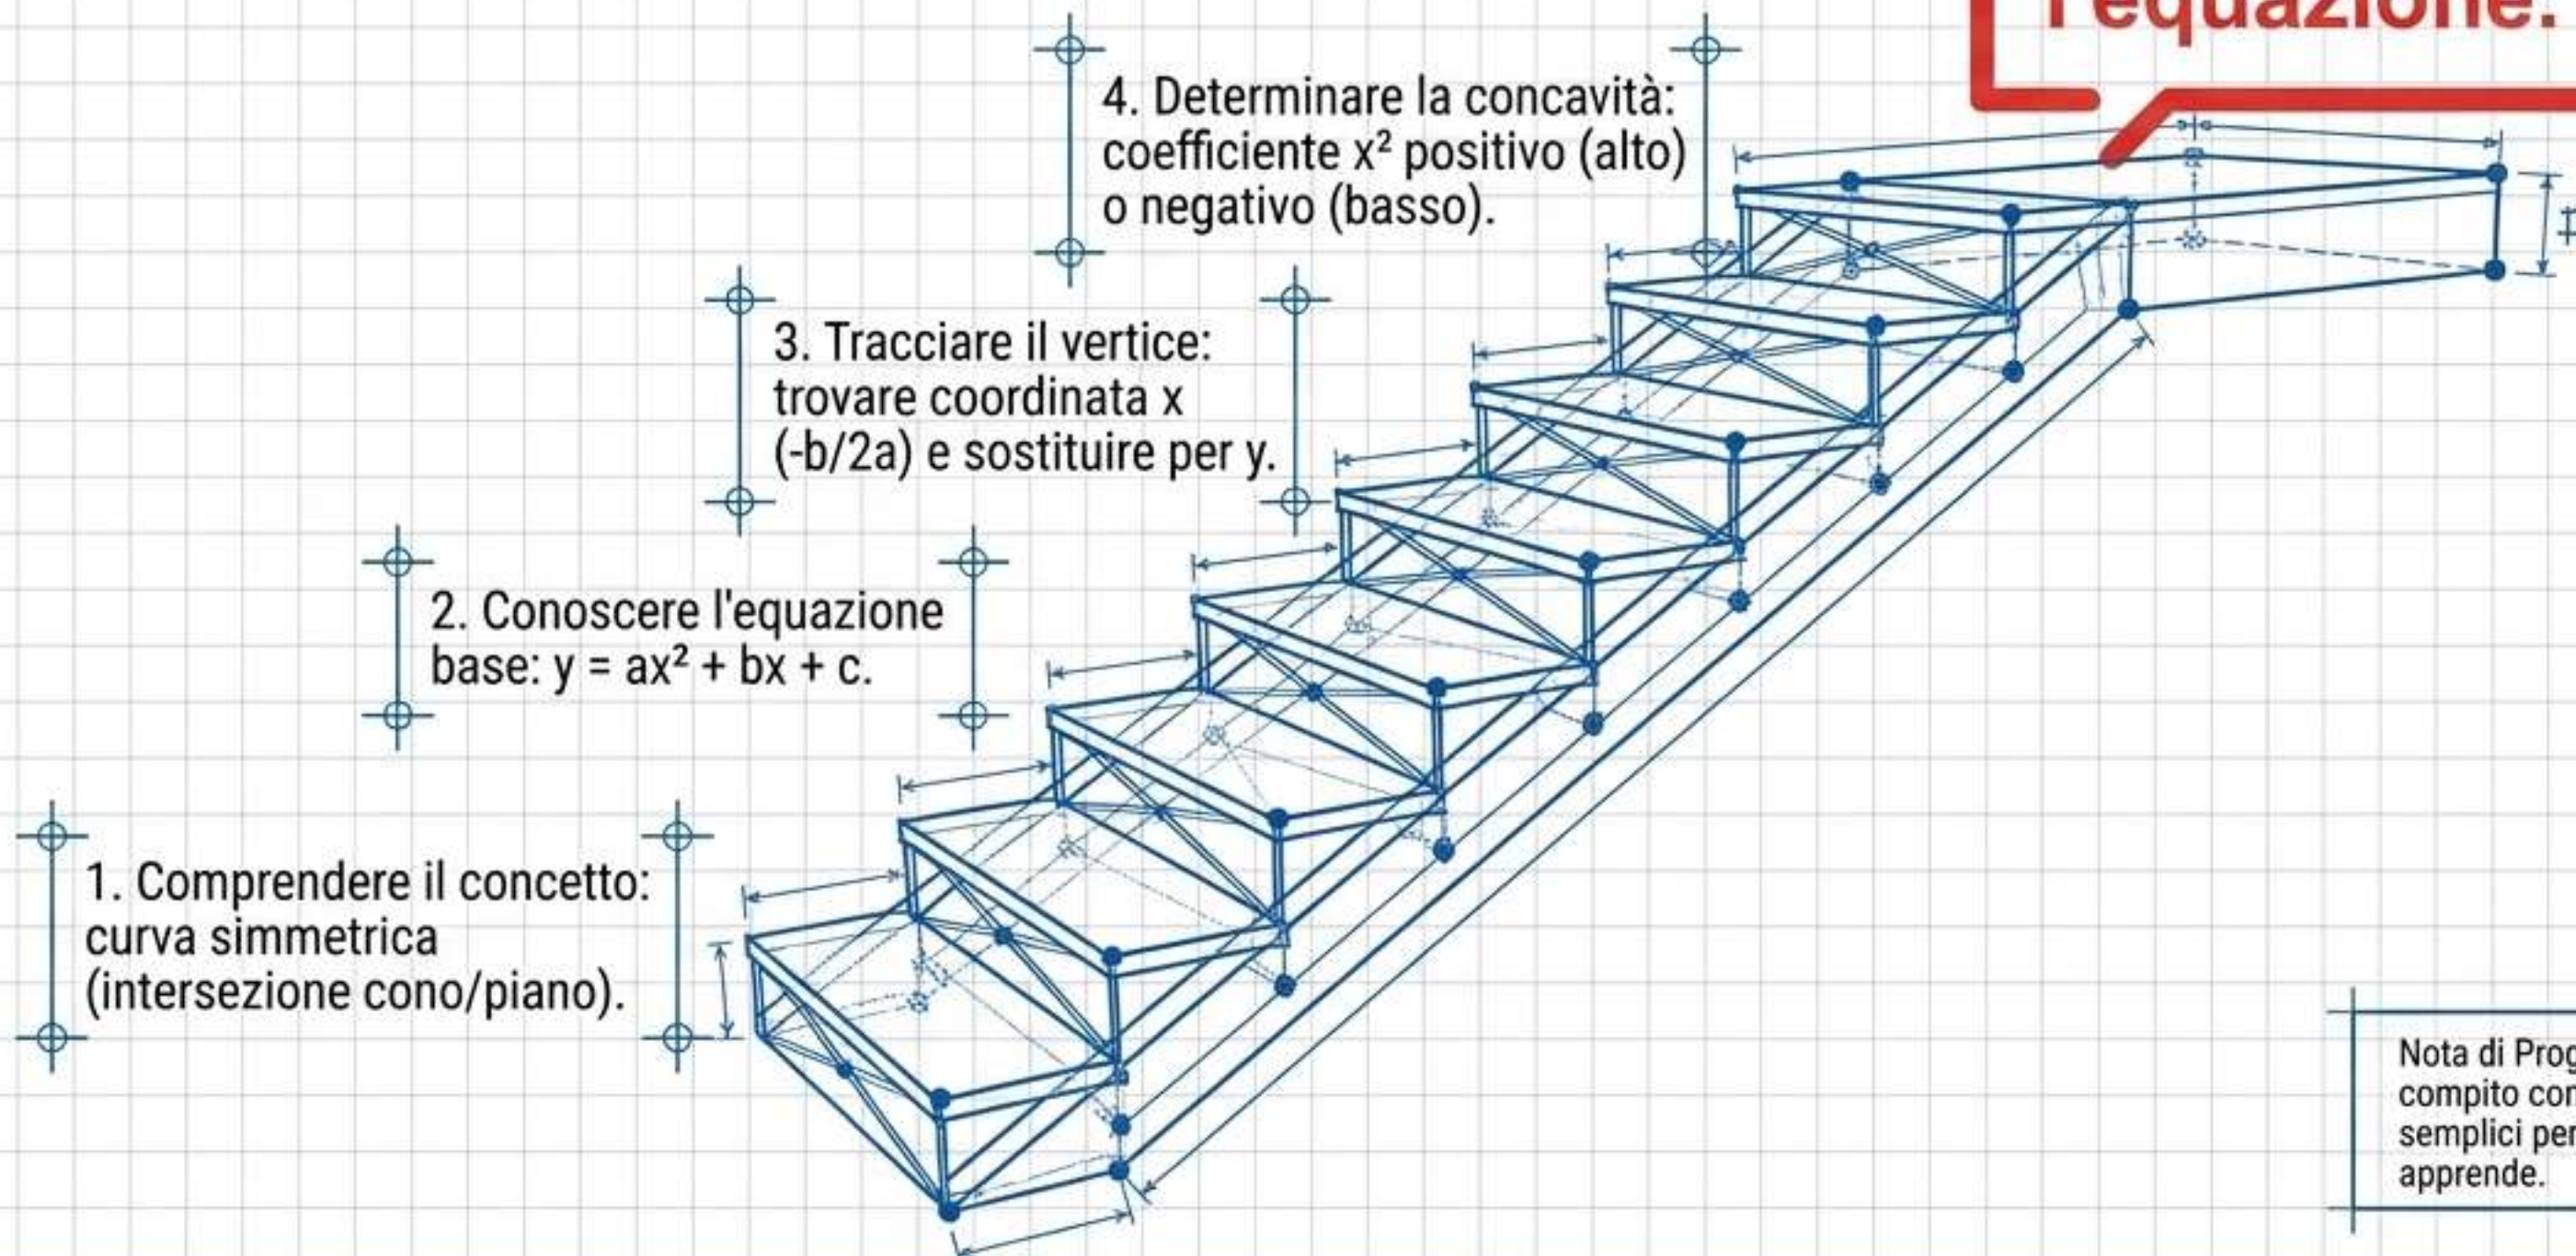 l'equazione.
4. Determinare la concavità:
coefficiente x² positivo (alto)
o negativo (basso).
3. Tracciare il vertice:
trovare coordinata x
(-b/2a) e sostituire per y.
2. Conoscere l'equazione
base: y = ax² + bx + c.
1. Comprendere il concetto:
curva simmetrica
(intersezione cono/piano).
Nota di
compito
semplici
apprende.